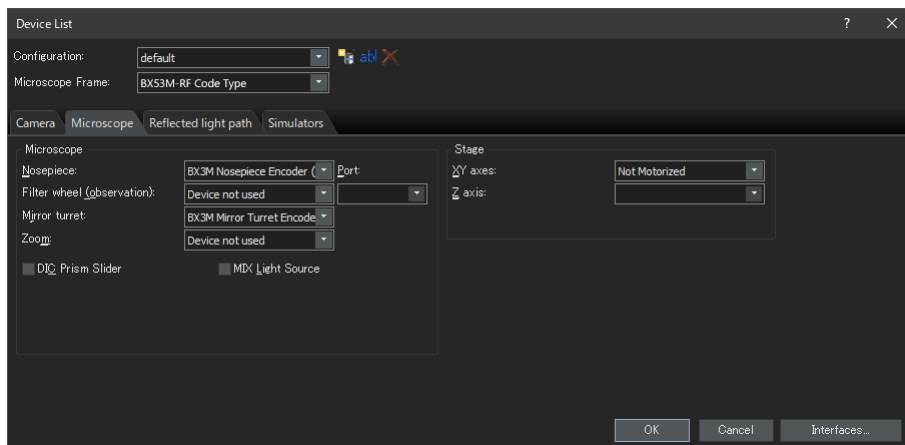 Device List ? ×
Configuration: default abl
Microscope Frame: BX53M-RF Code Type
Camera Microscope Reflected light path Simulators
Microscope
Nosepiece: BX3M Nosepiece Encoder ( Port:
Filter wheel (observation): Device not used
Mirror turret: BX3M Mirror Turret Encode
Zoom: Device not used
DIC Prism Slider MIX Light Source
Stage
XY axes: Not Motorized
Z axis:
OK Cancel Interfaces...